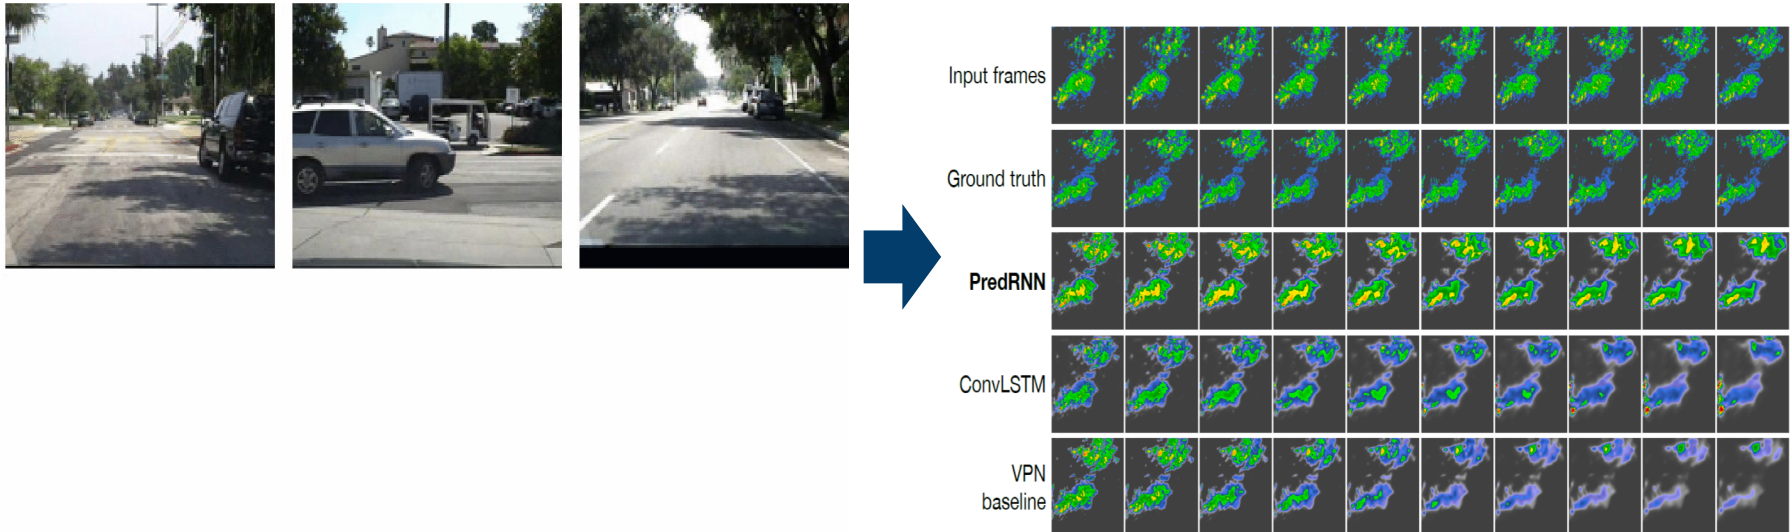 Input frames
Ground truth
PredRNN
ConvLSTM
VPN
baseline